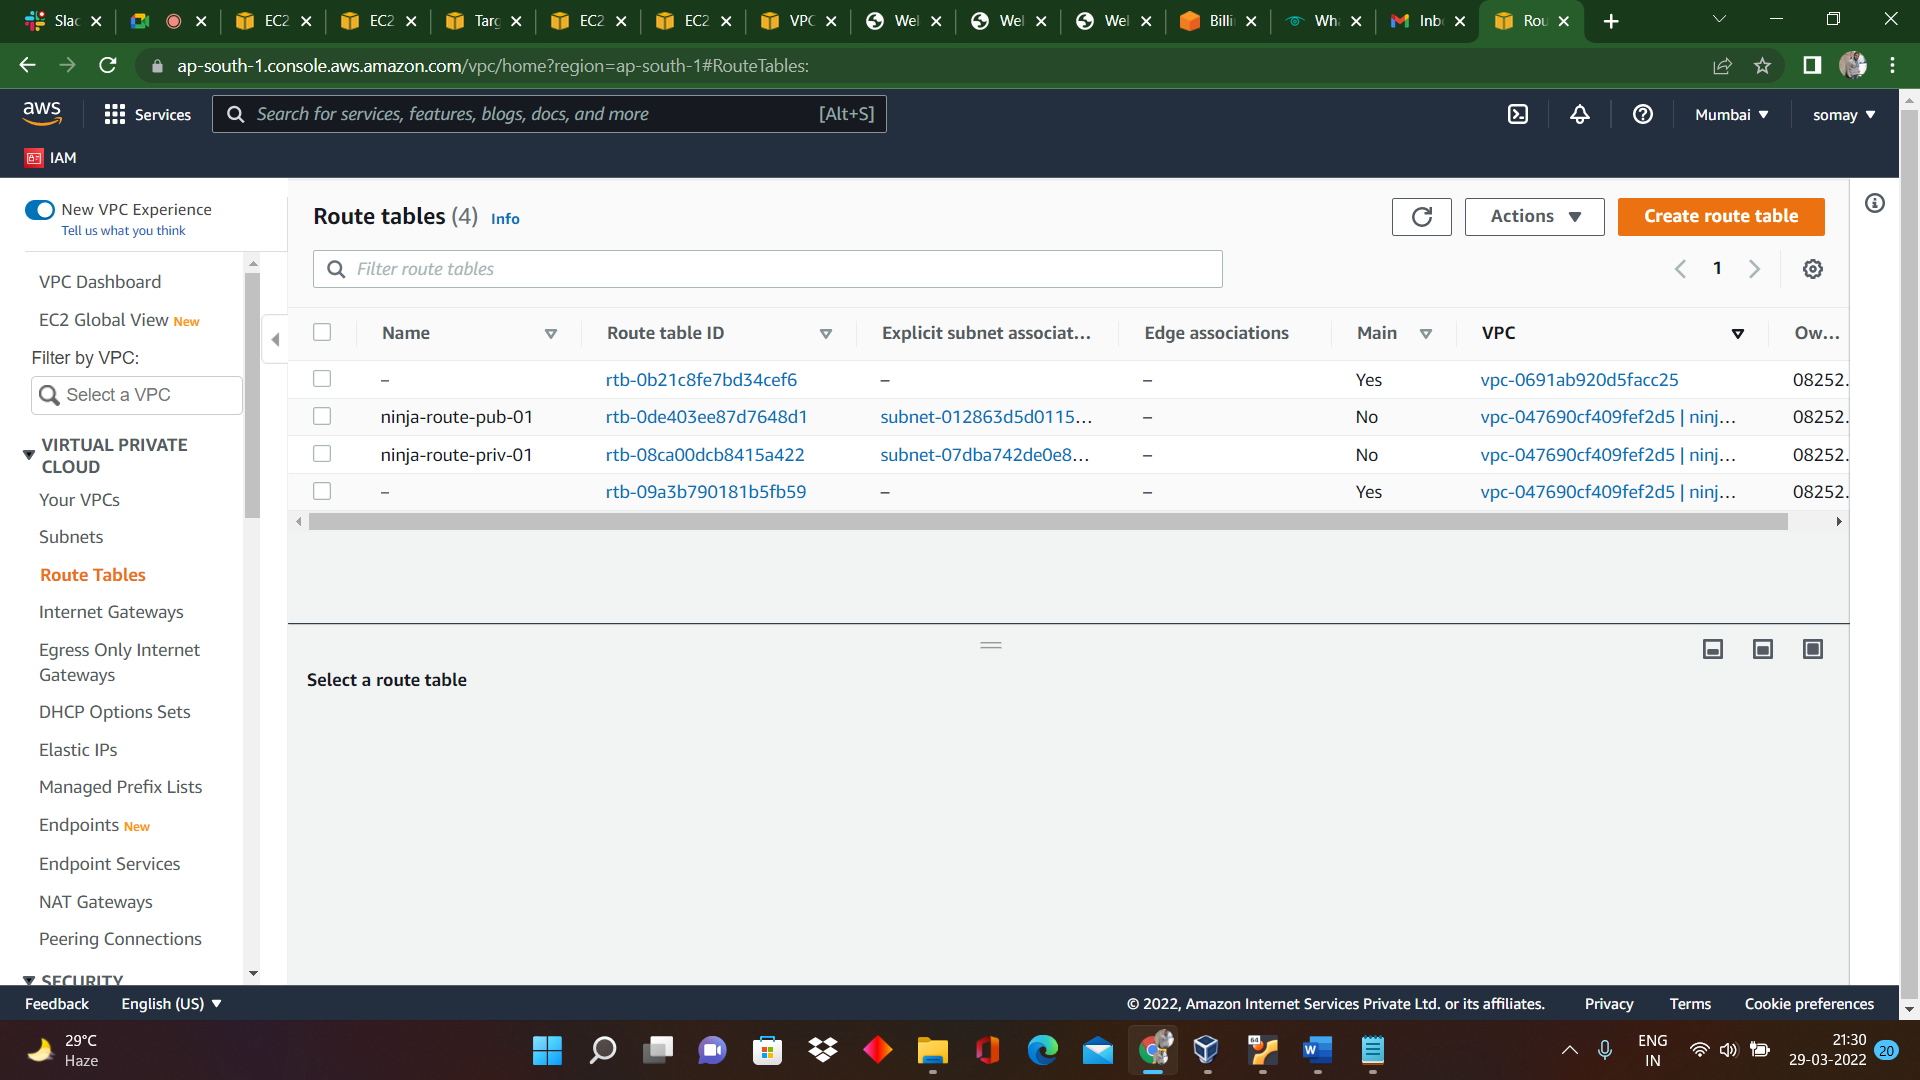 Slac EC2 EC2 Targ EC2 EC2 VPC Wel Wel Wel Billi Wh Inb Rou
ap-south-1.console.aws.amazon.com/vpc/home?region=ap-south-1#RouteTables:
aws Services Search for services, features, blogs, docs, and more [Alt+S] Mumbai somay
IAM
New VPC Experience
Tell us what you think
VPC Dashboard
EC2 Global View New
Filter by VPC:
Select a VPC
VIRTUAL PRIVATE
CLOUD
Your VPCs
Subnets
Route Tables
Internet Gateways
Egress Only Internet
Gateways
DHCP Options Sets
Elastic IPs
Managed Prefix Lists
Endpoints New
Endpoint Services
NAT Gateways
Peering Connections
SECURITY
Route tables (4) Info
Actions
Create route table
Filter route tables
1
Name Route table ID Explicit subnet associat... Edge associations Main VPC Ow...
– rtb-0b21c8fe7bd34cef6 – – Yes vpc-0691ab920d5facc25 08252.
ninja-route-pub-01 rtb-0de403ee87d7648d1 subnet-012863d5d0115... – No vpc-047690cf409fef2d5 | ninj... 08252.
ninja-route-priv-01 rtb-08ca00dcb8415a422 subnet-07dba742de0e8... – No vpc-047690cf409fef2d5 | ninj... 08252.
– rtb-09a3b790181b5fb59 – – Yes vpc-047690cf409fef2d5 | ninj... 08252.
Select a route table
Feedback English (US) © 2022, Amazon Internet Services Private Ltd. or its affiliates. Privacy Terms Cookie preferences
29°C
Haze
64
W
ENG
IN
21:30
29-03-2022
20